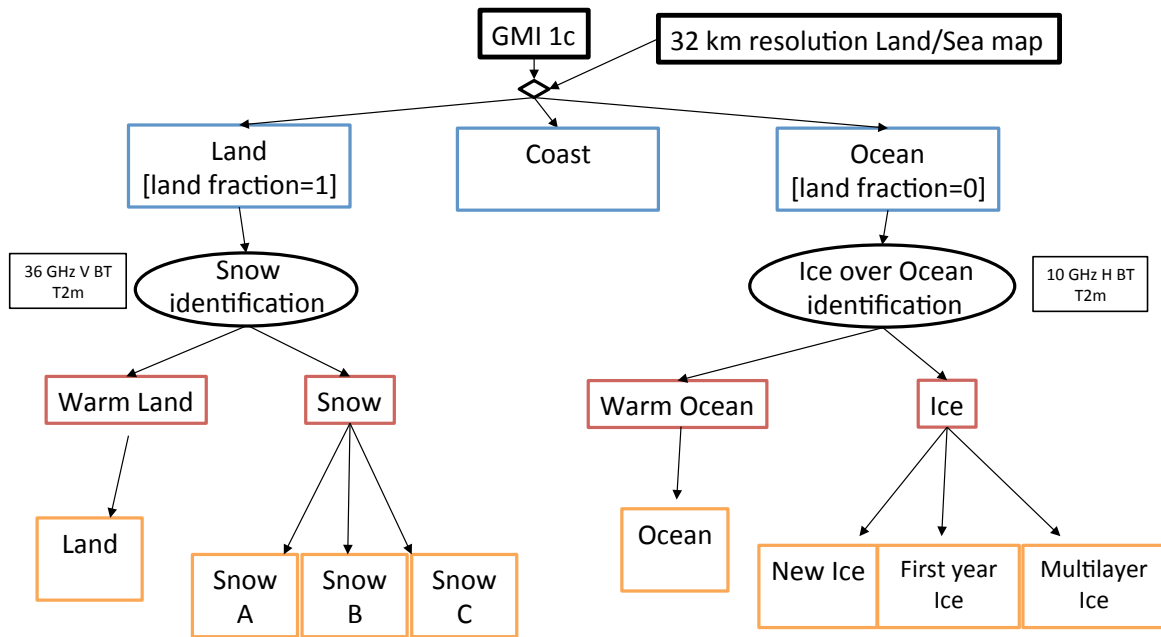 GMI 1c
32 km resolution Land/Sea map
Land
[land fraction=1]
Coast
Ocean
[land fraction=0]
36 GHz V BT
T2m
Snow
identification
Ice over Ocean
identification
10 GHz H BT
T2m
Warm Land
Snow
Warm Ocean
Ice
Land
Snow
A
Snow
B
Snow
C
Ocean
New Ice
First year
Ice
Multilayer
Ice